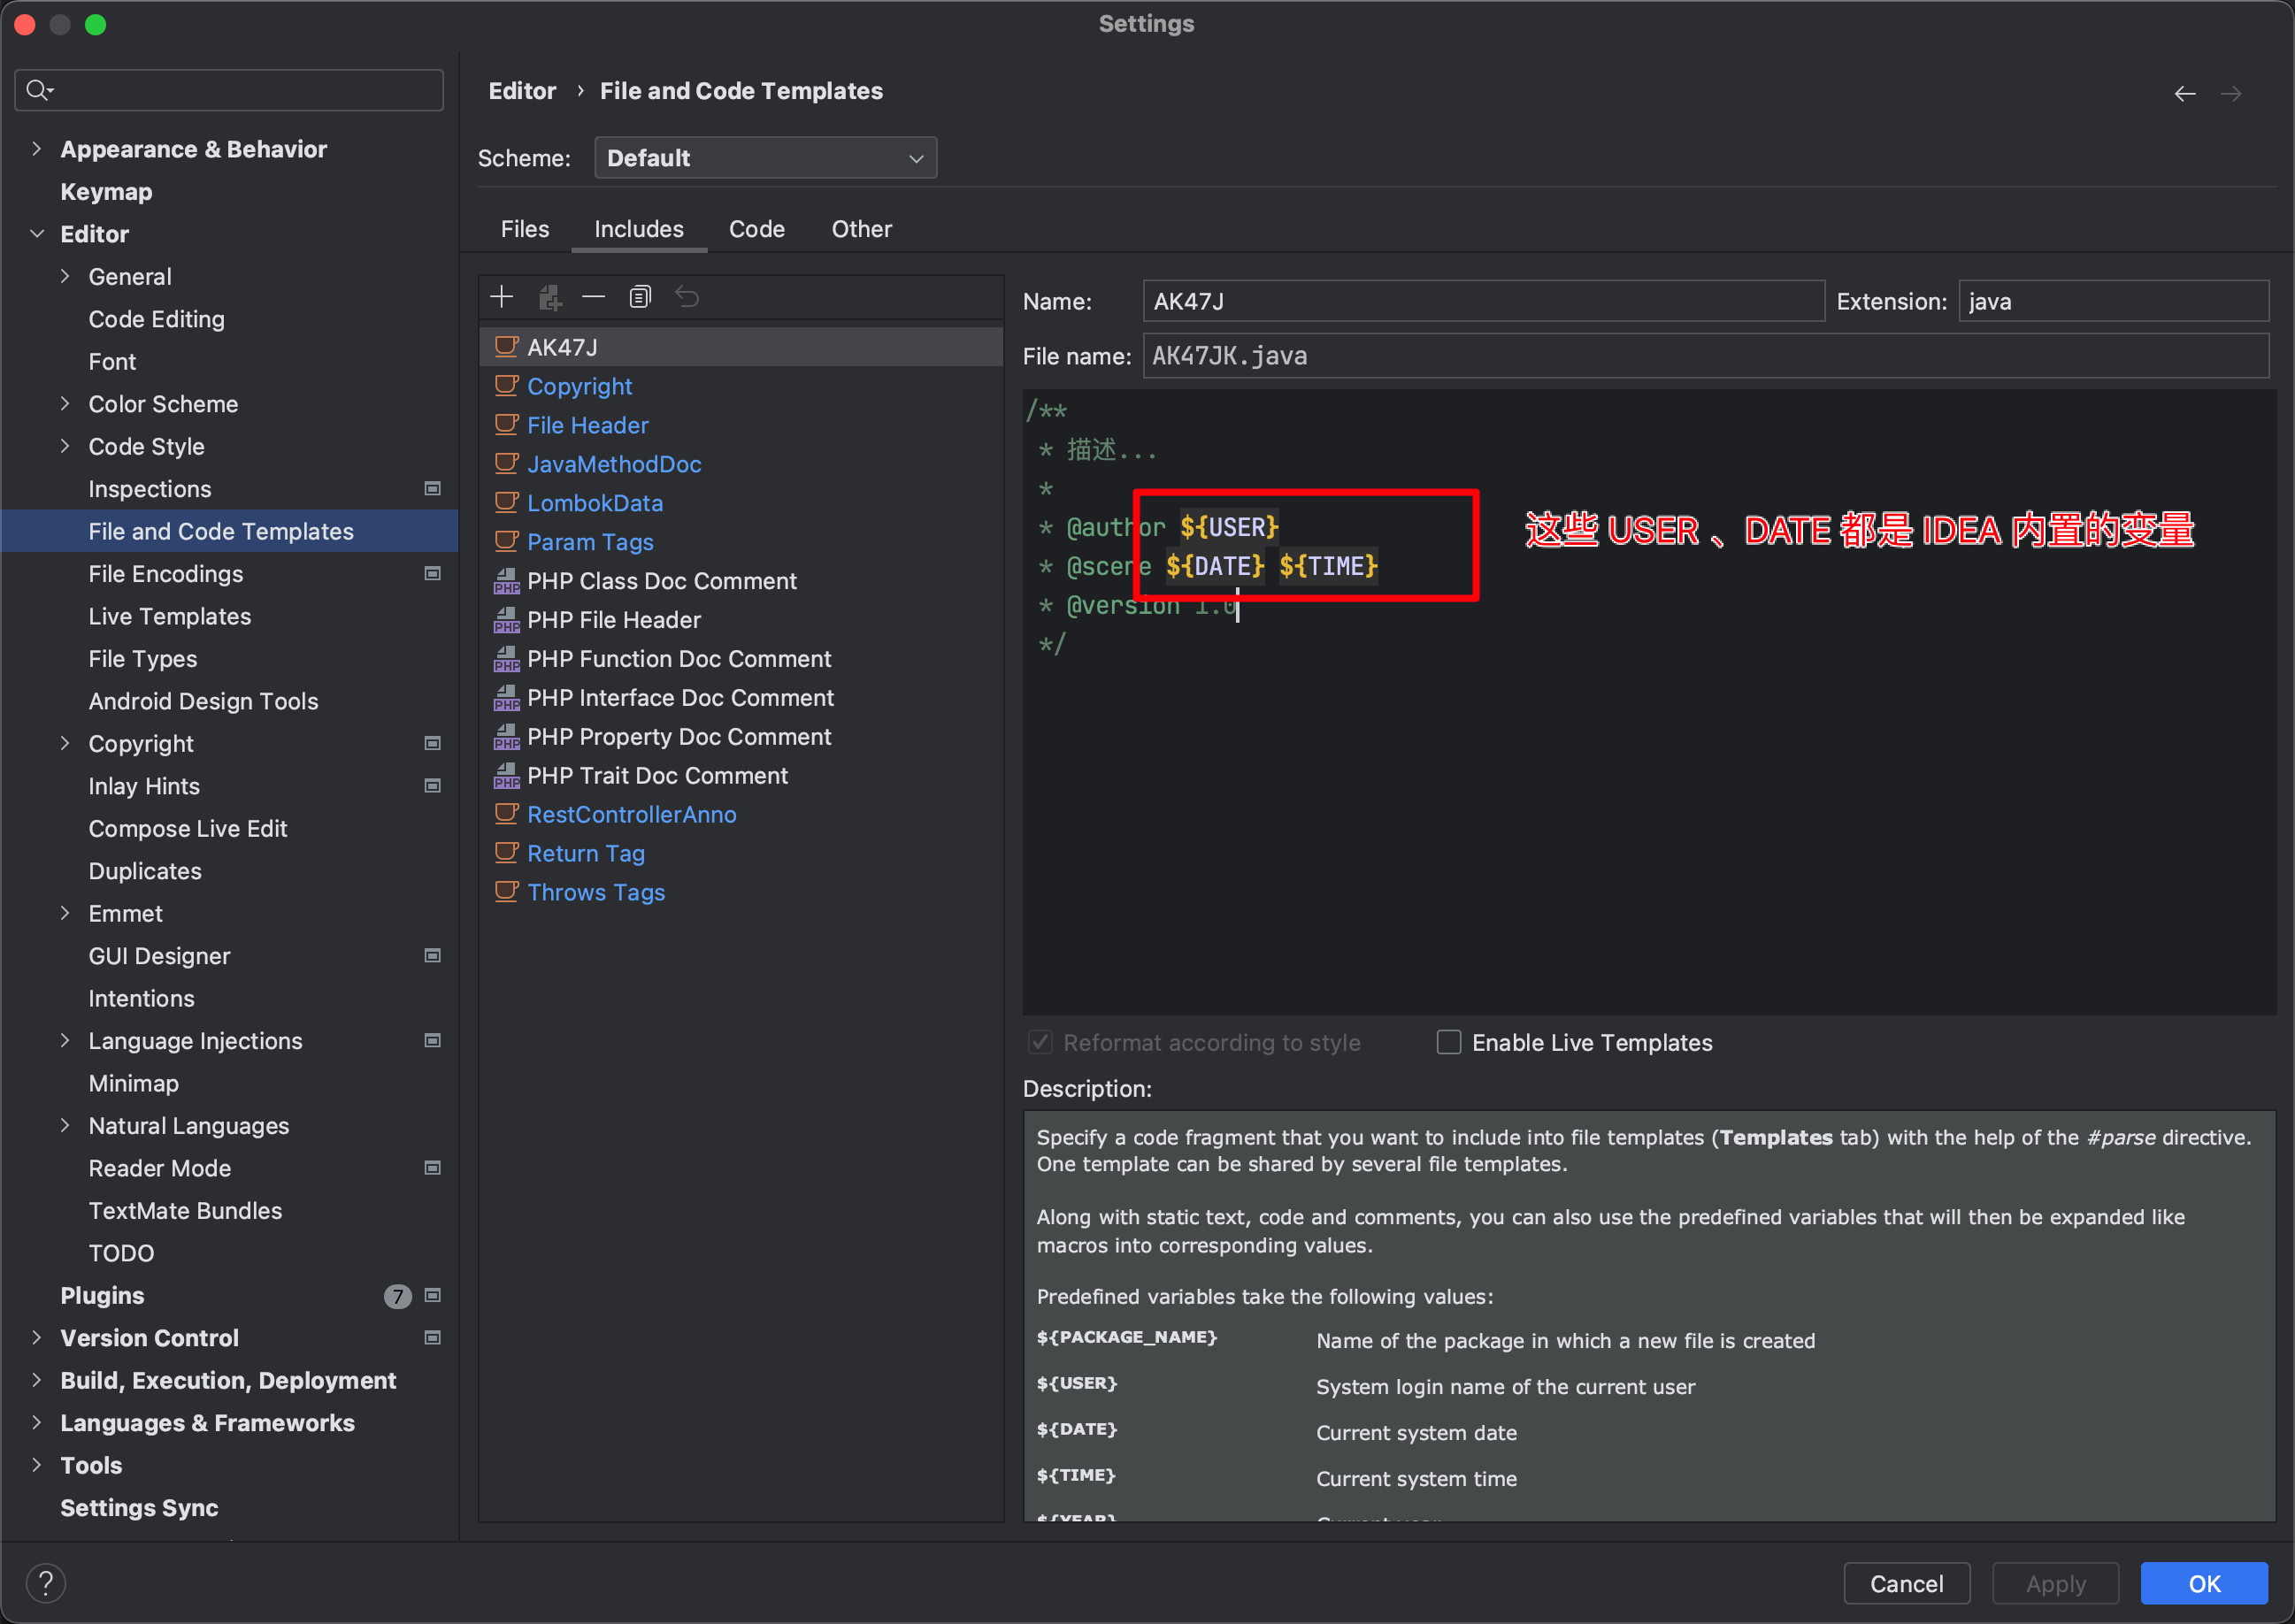 Settings
Appearance & Behavior
Keymap
Editor
General
Code Editing
Font
Color Scheme
Code Style
Inspections
File and Code Templates
File Encodings
Live Templates
File Types
Android Design Tools
Copyright
Inlay Hints
Compose Live Edit
Duplicates
Emmet
GUI Designer
Intentions
Language Injections
Minimap
Natural Languages
Reader Mode
TextMate Bundles
TODO
Plugins 7
Version Control
Build, Execution, Deployment
Languages & Frameworks
Tools
Settings Sync
Editor › File and Code Templates
Scheme: Default
Files Includes Code Other
AK47J
Copyright
File Header
JavaMethodDoc
LombokData
Param Tags
PHP Class Doc Comment
PHP File Header
PHP Function Doc Comment
PHP Interface Doc Comment
PHP Property Doc Comment
PHP Trait Doc Comment
RestControllerAnno
Return Tag
Throws Tags
Name: AK47J Extension: java
File name: AK47JK.java
/**
* 描述...
*
* @author ${USER}
* @scene ${DATE} ${TIME}
* @version 1.0
*/
这些 USER 、DATE 都是 IDEA 内置的变量
Reformat according to style Enable Live Templates
Description:
Specify a code fragment that you want to include into file templates (Templates tab) with the help of the #parse directive.
One template can be shared by several file templates.
Along with static text, code and comments, you can also use the predefined variables that will then be expanded like
macros into corresponding values.
Predefined variables take the following values:
${PACKAGE_NAME} Name of the package in which a new file is created
${USER} System login name of the current user
${DATE} Current system date
${TIME} Current system time
${YEAR} Current year
? Cancel Apply OK